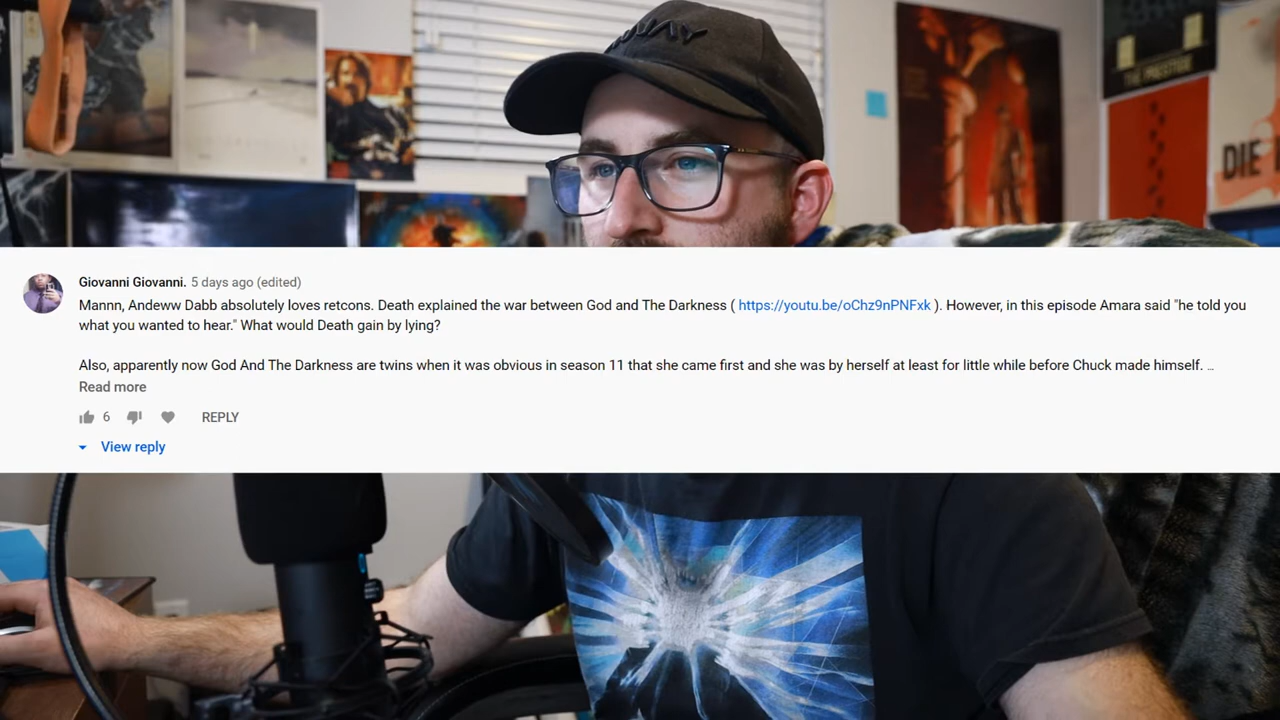 THE PRESTIGE
DIE
Giovanni Giovanni. 5 days ago (edited)
Mannn, Andeww Dabb absolutely loves retcons. Death explained the war between God and The Darkness ( https://youtu.be/oChz9nPNFxk ). However, in this episode Amara said "he told you
what you wanted to hear." What would Death gain by lying?
Also, apparently now God And The Darkness are twins when it was obvious in season 11 that she came first and she was by herself at least for little while before Chuck made himself. ...
Read more
6 REPLY
View reply